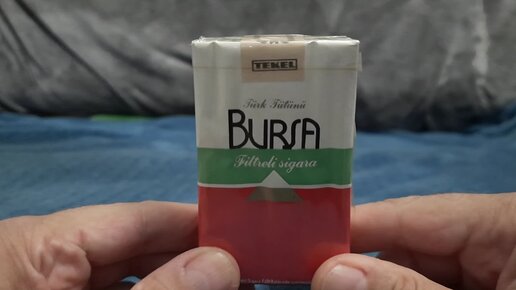 TEKEL
Türk Tütünü
BURSA
Filtreli sigara